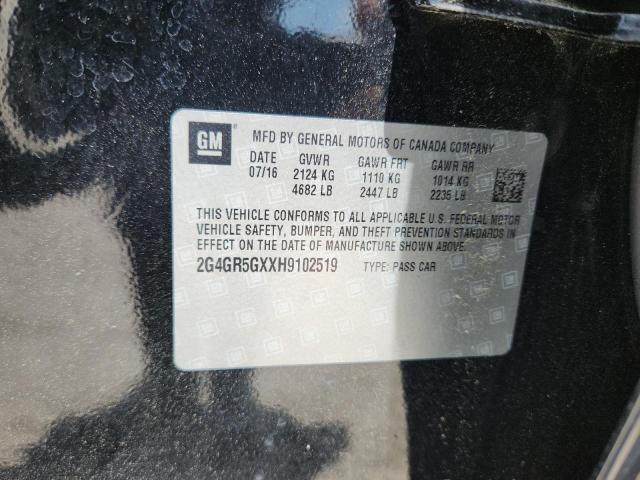 GM
MFD BY GENERAL MOTORS OF CANADA COMPANY
DATE GVWR GAWR FRT GAWR RR
07/16 2124 KG 1110 KG 1014 KG
4682 LB 2447 LB 2235 LB
THIS VEHICLE CONFORMS TO ALL APPLICABLE U.S. FEDERAL MOTOR
VEHICLE SAFETY, BUMPER, AND THEFT PREVENTION STANDARDS IN
EFFECT ON THE DATE OF MANUFACTURE SHOWN ABOVE.
2G4GR5GXXH9102519 TYPE: PASS CAR